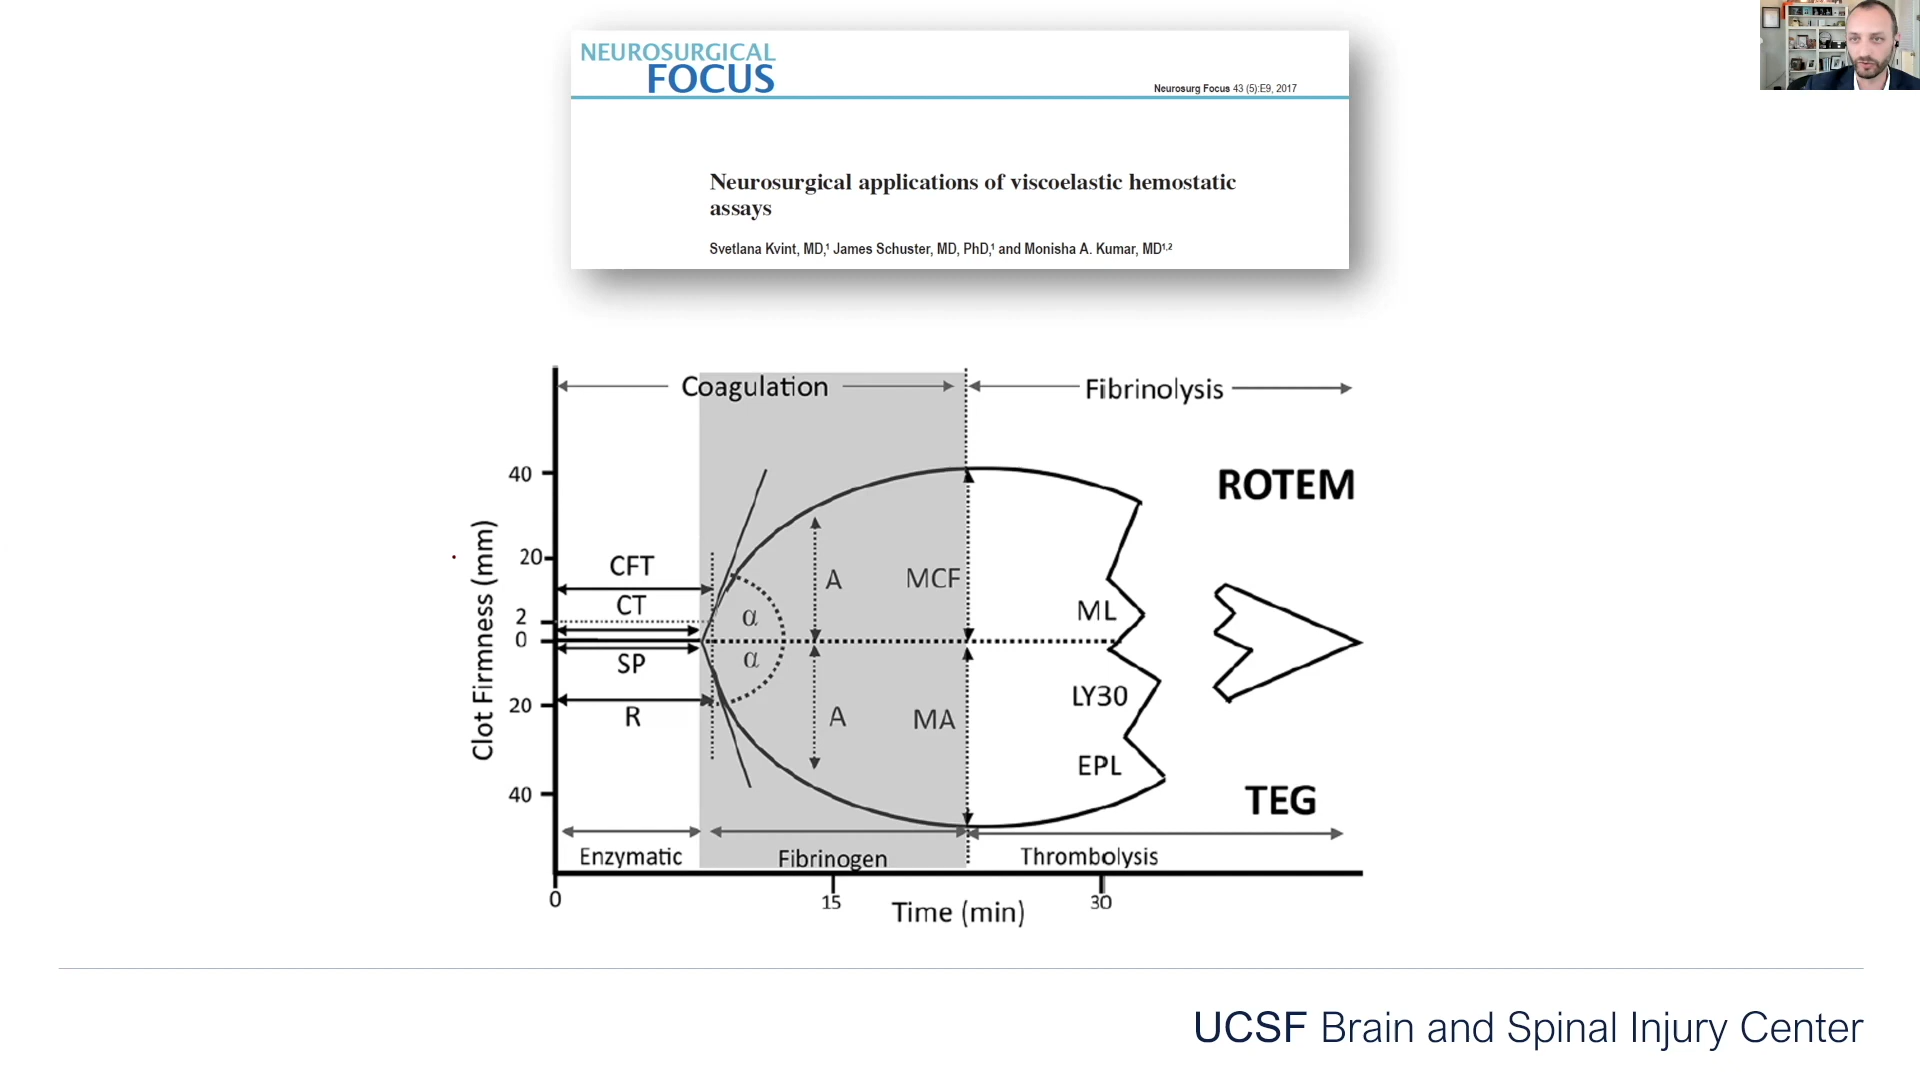 NEUROSURGICAL
FOCUS
Neurosurg Focus 43 (5):E9, 2017
Neurosurgical applications of viscoelastic hemostatic
assays
Svetlana Kvint, MD,¹ James Schuster, MD, PhD,¹ and Monisha A. Kumar, MD¹,²
Coagulation
Fibrinolysis
40
ROTEM
20
CFT
A
MCF
CT
2
α
ML
0
SP
α
LY30
20
R
A
MA
EPL
40
TEG
Clot Firmness (mm)
Enzymatic
Fibrinogen
Thrombolysis
0
15
30
Time (min)
UCSF Brain and Spinal Injury Center